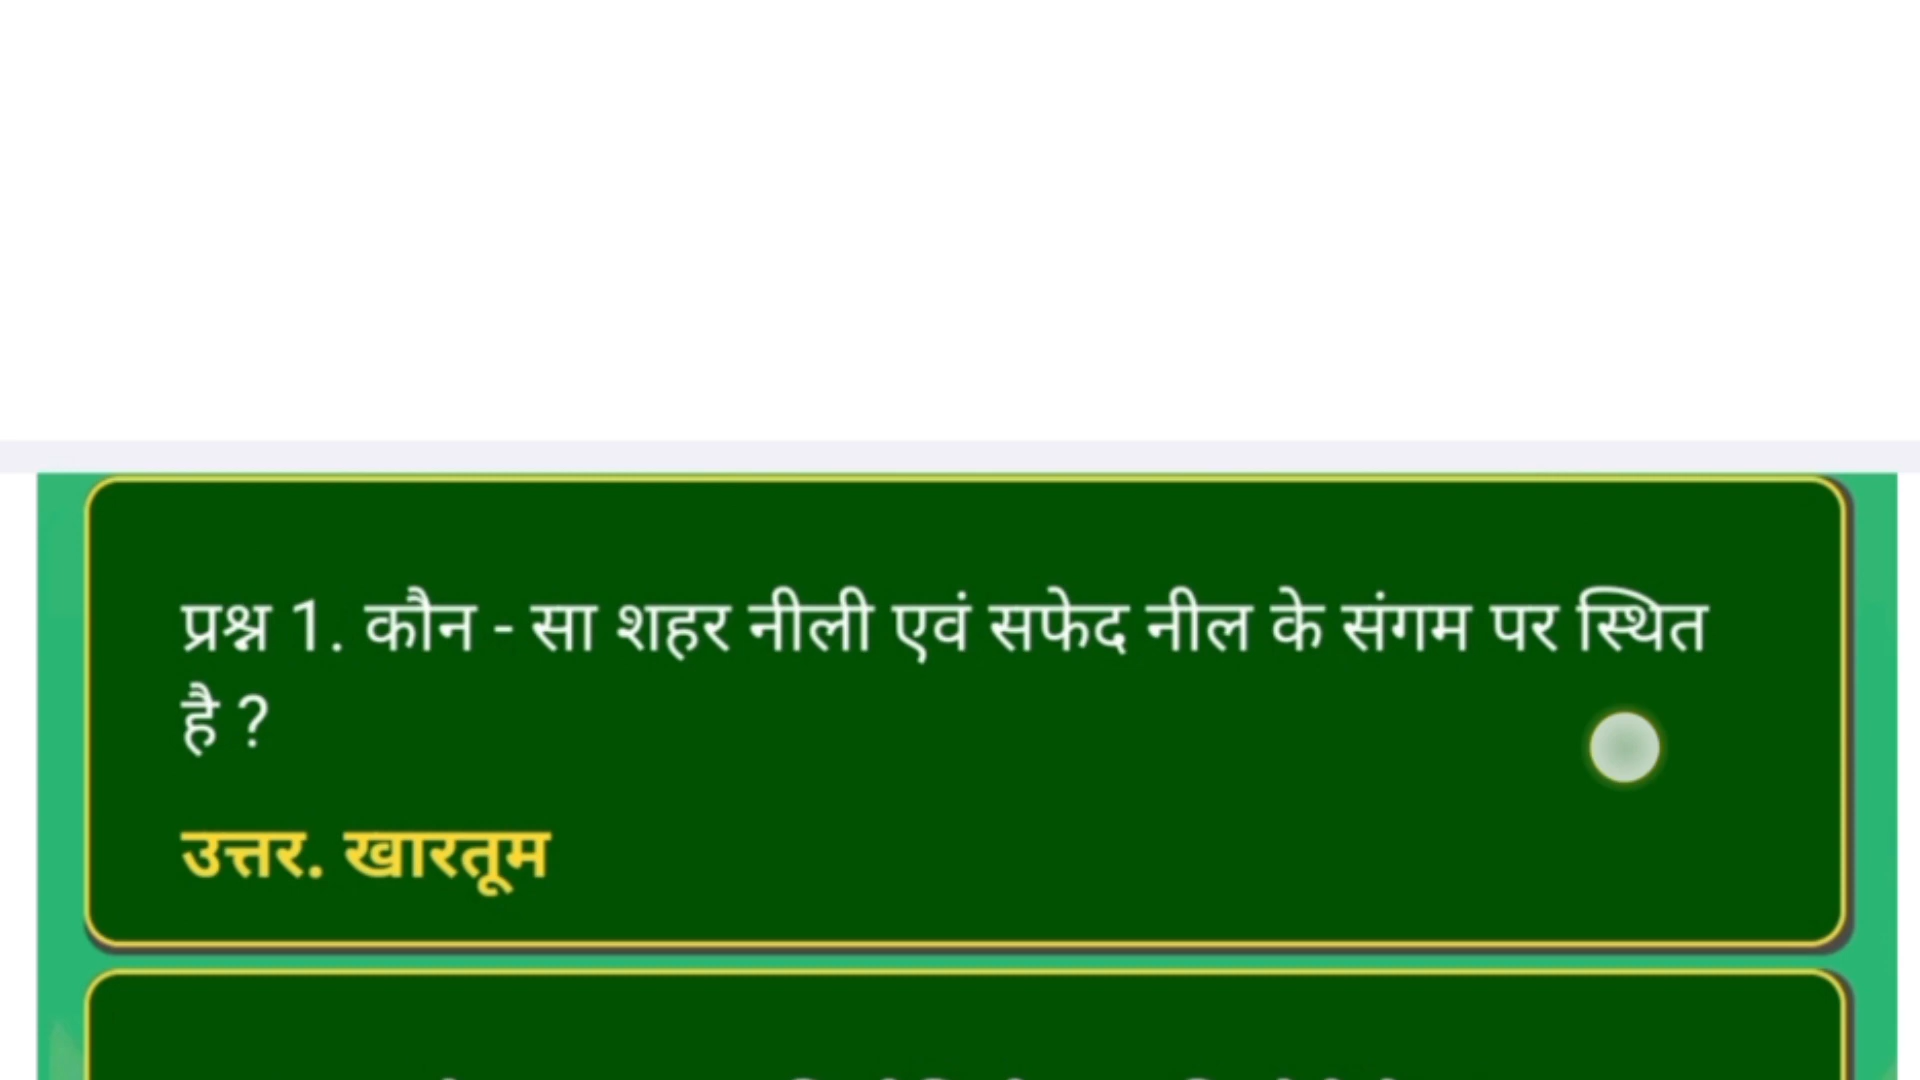 प्रश्न 1. कौन - सा शहर नीली एवं सफेद नील के संगम पर स्थित
है ?
उत्तर. खारतूम